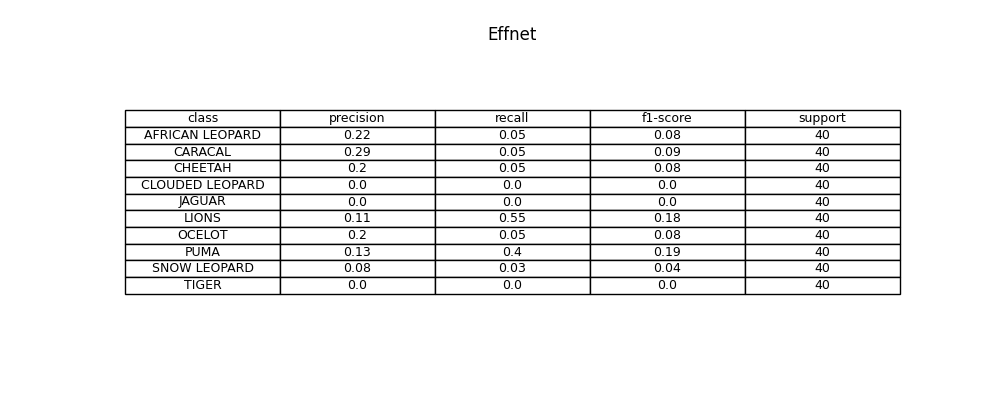 Effnet
class precision recall f1-score support
AFRICAN LEOPARD 0.22 0.05 0.08 40
CARACAL 0.29 0.05 0.09 40
CHEETAH 0.2 0.05 0.08 40
CLOUDED LEOPARD 0.0 0.0 0.0 40
JAGUAR 0.0 0.0 0.0 40
LIONS 0.11 0.55 0.18 40
OCELOT 0.2 0.05 0.08 40
PUMA 0.13 0.4 0.19 40
SNOW LEOPARD 0.08 0.03 0.04 40
TIGER 0.0 0.0 0.0 40